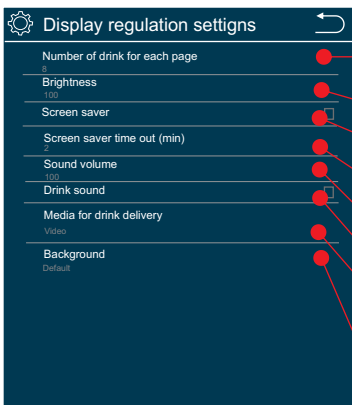 Display regulation settigns
Number of drink for each page
8
Brightness
100
Screen saver
Screen saver time out (min)
2
Sound volume
100
Drink sound
Media for drink delivery
Video
Background
Default